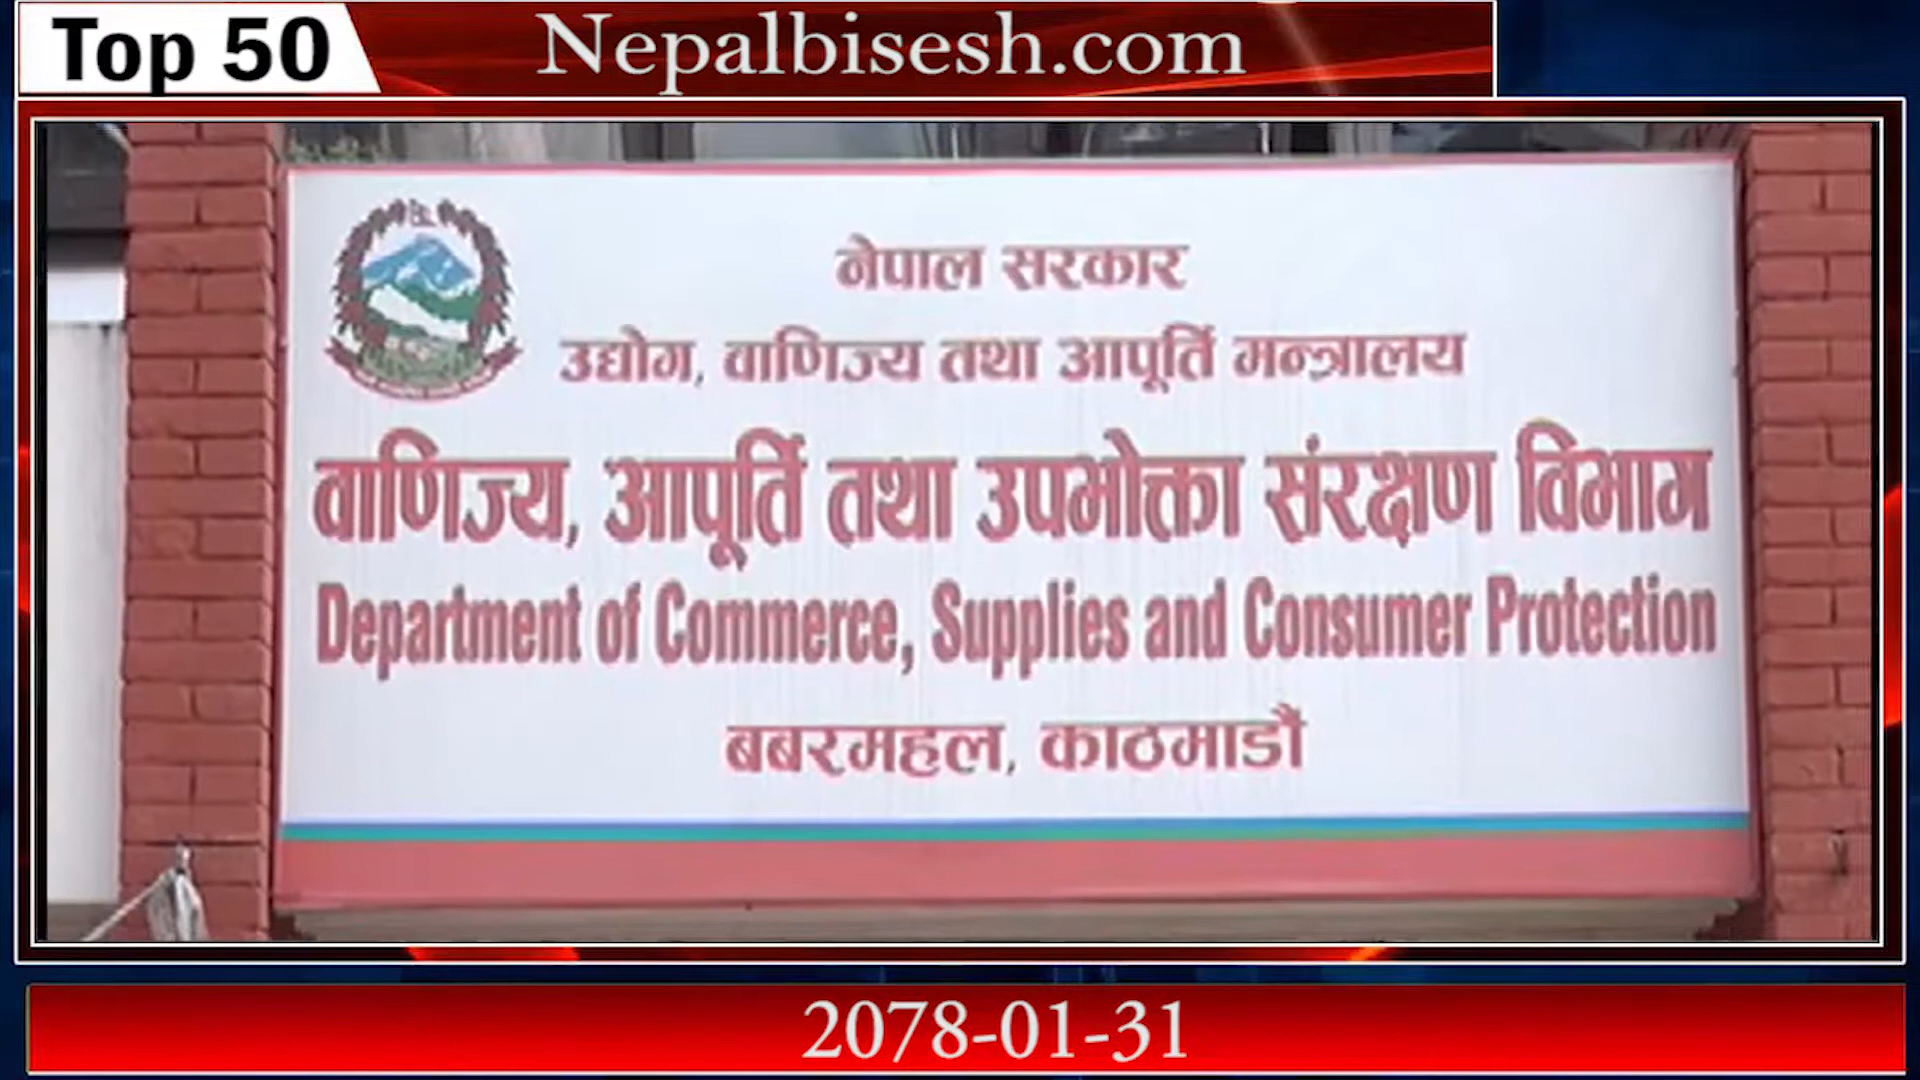 Top 50
Nepalbisesh.com
नेपाल सरकार
उद्योग, वाणिज्य तथा आपूर्ति मन्त्रालय
वाणिज्य, आपूर्ति तथा उपभोक्ता संरक्षण विभाग
Department of Commerce, Supplies and Consumer Protection
बबरमहल, काठमाडौं
2078-01-31